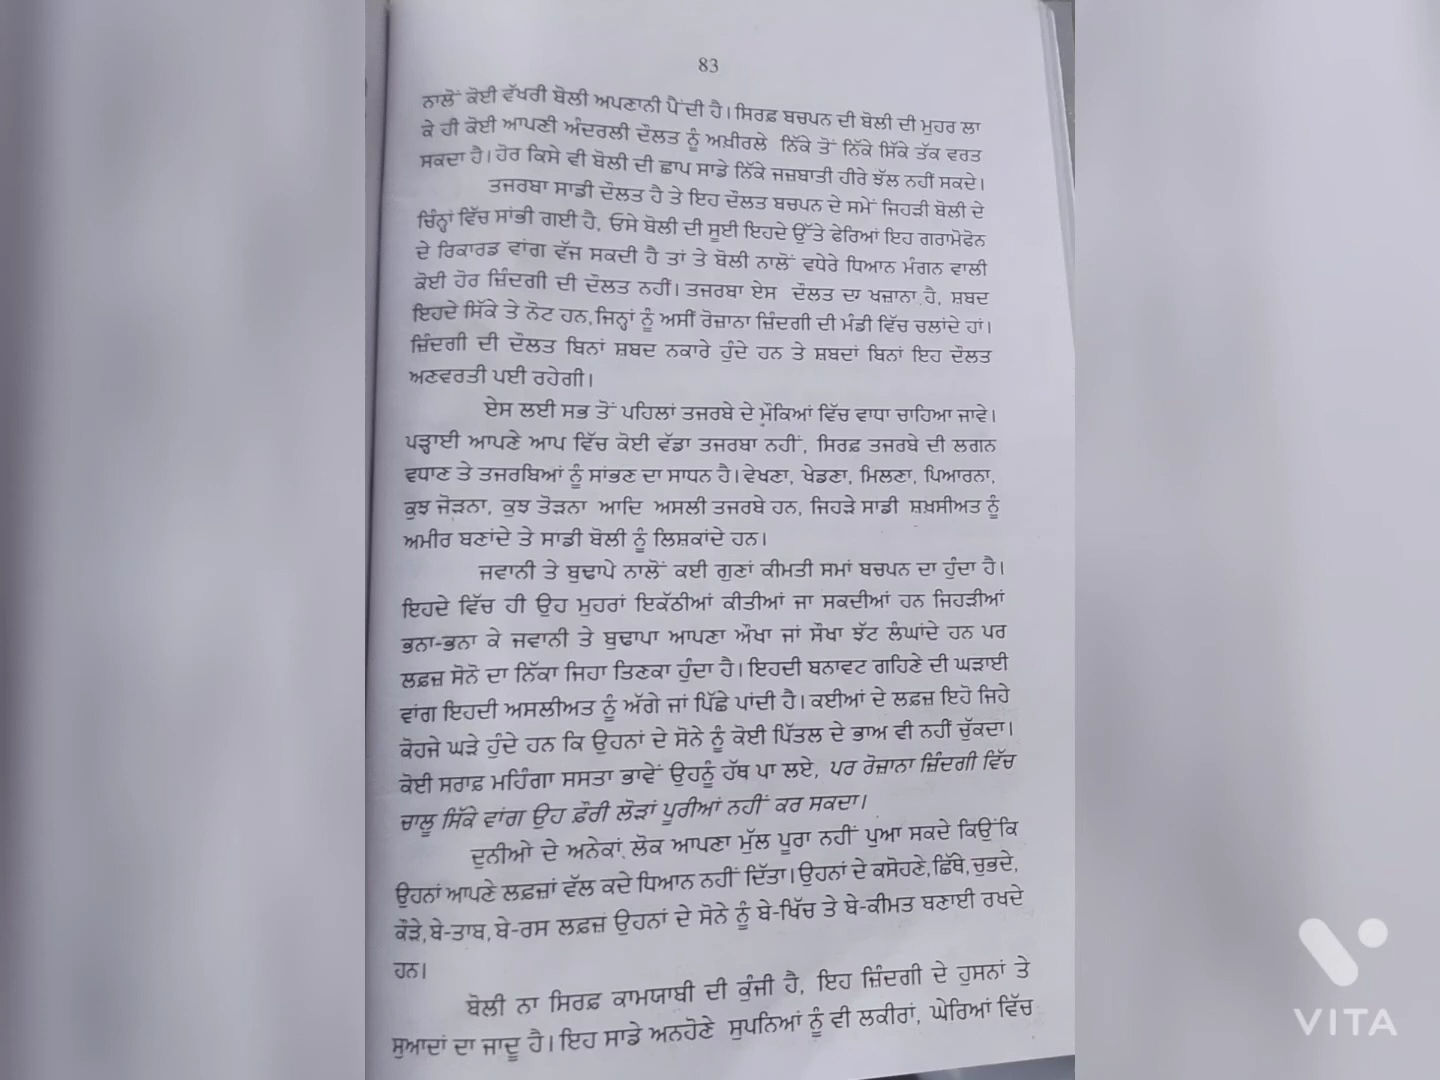 83
ਨਾਲੋਂ ਕੋਈ ਵੱਖਰੀ ਬੋਲੀ ਅਪਣਾਨੀ ਪੈਂਦੀ ਹੈ। ਸਿਰਫ਼ ਬਚਪਨ ਦੀ ਬੋਲੀ ਦੀ ਮੁਹਰ ਲਾ
ਕੇ ਹੀ ਕੋਈ ਆਪਣੀ ਅੰਦਰਲੀ ਦੌਲਤ ਨੂੰ ਅਖ਼ੀਰਲੇ ਨਿੱਕੇ ਤੋਂ ਨਿੱਕੇ ਸਿੱਕੇ ਤੱਕ ਵਰਤ
ਸਕਦਾ ਹੈ। ਹੋਰ ਕਿਸੇ ਵੀ ਬੋਲੀ ਦੀ ਛਾਪ ਸਾਡੇ ਨਿੱਕੇ ਜਜ਼ਬਾਤੀ ਹੀਰੇ ਝੱਲ ਨਹੀਂ ਸਕਦੇ।
ਤਜਰਬਾ ਸਾਡੀ ਦੌਲਤ ਹੈ ਤੇ ਇਹ ਦੌਲਤ ਬਚਪਨ ਦੇ ਸਮੇਂ ਜਿਹੜੀ ਬੋਲੀ ਦੇ
ਚਿੰਨ੍ਹਾਂ ਵਿੱਚ ਸਾਂਭੀ ਗਈ ਹੈ, ਓਸੇ ਬੋਲੀ ਦੀ ਸੂਈ ਇਹਦੇ ਉੱਤੇ ਫੇਰਿਆਂ ਇਹ ਗਰਾਮੋਫੋਨ
ਦੇ ਰਿਕਾਰਡ ਵਾਂਗ ਵੱਜ ਸਕਦੀ ਹੈ ਤਾਂ ਤੇ ਬੋਲੀ ਨਾਲੋਂ ਵਧੇਰੇ ਧਿਆਨ ਮੰਗਨ ਵਾਲੀ
ਕੋਈ ਹੋਰ ਜ਼ਿੰਦਗੀ ਦੀ ਦੌਲਤ ਨਹੀਂ। ਤਜਰਬਾ ਏਸ ਦੌਲਤ ਦਾ ਖਜ਼ਾਨਾ ਹੈ, ਸ਼ਬਦ
ਇਹਦੇ ਸਿੱਕੇ ਤੇ ਨੋਟ ਹਨ, ਜਿਨ੍ਹਾਂ ਨੂੰ ਅਸੀਂ ਰੋਜ਼ਾਨਾ ਜ਼ਿੰਦਗੀ ਦੀ ਮੰਡੀ ਵਿੱਚ ਚਲਾਂਦੇ ਹਾਂ।
ਜ਼ਿੰਦਗੀ ਦੀ ਦੌਲਤ ਬਿਨਾਂ ਸ਼ਬਦ ਨਕਾਰੇ ਹੁੰਦੇ ਹਨ ਤੇ ਸ਼ਬਦਾਂ ਬਿਨਾਂ ਇਹ ਦੌਲਤ
ਅਣਵਰਤੀ ਪਈ ਰਹੇਗੀ।
ਏਸ ਲਈ ਸਭ ਤੋਂ ਪਹਿਲਾਂ ਤਜਰਬੇ ਦੇ ਮੌਕਿਆਂ ਵਿੱਚ ਵਾਧਾ ਚਾਹਿਆ ਜਾਵੇ।
ਪੜ੍ਹਾਈ ਆਪਣੇ ਆਪ ਵਿੱਚ ਕੋਈ ਵੱਡਾ ਤਜਰਬਾ ਨਹੀਂ, ਸਿਰਫ਼ ਤਜਰਬੇ ਦੀ ਲਗਨ
ਵਧਾਣ ਤੇ ਤਜਰਬਿਆਂ ਨੂੰ ਸਾਂਭਣ ਦਾ ਸਾਧਨ ਹੈ। ਵੇਖਣਾ, ਖੇਡਣਾ, ਮਿਲਣਾ, ਪਿਆਰਨਾ,
ਕੁਝ ਜੋੜਨਾ, ਕੁਝ ਤੋੜਨਾ ਆਦਿ ਅਸਲੀ ਤਜਰਬੇ ਹਨ, ਜਿਹੜੇ ਸਾਡੀ ਸ਼ਖ਼ਸੀਅਤ ਨੂੰ
ਅਮੀਰ ਬਣਾਂਦੇ ਤੇ ਸਾਡੀ ਬੋਲੀ ਨੂੰ ਲਿਸ਼ਕਾਂਦੇ ਹਨ।
ਜਵਾਨੀ ਤੇ ਬੁਢਾਪੇ ਨਾਲੋਂ ਕਈ ਗੁਣਾਂ ਕੀਮਤੀ ਸਮਾਂ ਬਚਪਨ ਦਾ ਹੁੰਦਾ ਹੈ।
ਇਹਦੇ ਵਿੱਚ ਹੀ ਉਹ ਮੁਹਰਾਂ ਇਕੱਠੀਆਂ ਕੀਤੀਆਂ ਜਾ ਸਕਦੀਆਂ ਹਨ ਜਿਹੜੀਆਂ
ਭਨਾ-ਭਨਾ ਕੇ ਜਵਾਨੀ ਤੇ ਬੁਢਾਪਾ ਆਪਣਾ ਔਖਾ ਜਾਂ ਸੌਖਾ ਝੱਟ ਲੰਘਾਂਦੇ ਹਨ ਪਰ
ਲਫ਼ਜ਼ ਸੋਨੇ ਦਾ ਨਿੱਕਾ ਜਿਹਾ ਤਿਣਕਾ ਹੁੰਦਾ ਹੈ। ਇਹਦੀ ਬਨਾਵਟ ਗਹਿਣੇ ਦੀ ਘੜਾਈ
ਵਾਂਗ ਇਹਦੀ ਅਸਲੀਅਤ ਨੂੰ ਅੱਗੇ ਜਾਂ ਪਿੱਛੇ ਪਾਂਦੀ ਹੈ। ਕਈਆਂ ਦੇ ਲਫ਼ਜ਼ ਇਹੋ ਜਿਹੇ
ਕੋਹਜੇ ਘੜੇ ਹੁੰਦੇ ਹਨ ਕਿ ਉਹਨਾਂ ਦੇ ਸੋਨੇ ਨੂੰ ਕੋਈ ਪਿੱਤਲ ਦੇ ਭਾਅ ਵੀ ਨਹੀਂ ਚੁੱਕਦਾ।
ਕੋਈ ਸਰਾਫ਼ ਮਹਿੰਗਾ ਸਸਤਾ ਭਾਵੇਂ ਉਹਨੂੰ ਹੱਥ ਪਾ ਲਏ, ਪਰ ਰੋਜ਼ਾਨਾ ਜ਼ਿੰਦਗੀ ਵਿੱਚ
ਚਾਲੂ ਸਿੱਕੇ ਵਾਂਗ ਉਹ ਫ਼ੌਰੀ ਲੋੜਾਂ ਪੂਰੀਆਂ ਨਹੀਂ ਕਰ ਸਕਦਾ।
ਦੁਨੀਆਂ ਦੇ ਅਨੇਕਾਂ ਲੋਕ ਆਪਣਾ ਮੁੱਲ ਪੂਰਾ ਨਹੀਂ ਪੁਆ ਸਕਦੇ ਕਿਉਂਕਿ
ਉਹਨਾਂ ਆਪਣੇ ਲਫ਼ਜ਼ਾਂ ਵੱਲ ਕਦੇ ਧਿਆਨ ਨਹੀਂ ਦਿੱਤਾ। ਉਹਨਾਂ ਦੇ ਕਸੋਹਣੇ, ਛਿੱਥੇ, ਚੁਭਦੇ,
ਕੌੜੇ, ਬੇ-ਤਾਬ, ਬੇ-ਰਸ ਲਫ਼ਜ਼ ਉਹਨਾਂ ਦੇ ਸੋਨੇ ਨੂੰ ਬੇ-ਖਿੱਚ ਤੇ ਬੇ-ਕੀਮਤ ਬਣਾਈ ਰਖਦੇ
ਹਨ।
ਬੋਲੀ ਨਾ ਸਿਰਫ਼ ਕਾਮਯਾਬੀ ਦੀ ਕੁੰਜੀ ਹੈ, ਇਹ ਜ਼ਿੰਦਗੀ ਦੇ ਹੁਸਨਾਂ ਤੇ
ਸੁਆਦਾਂ ਦਾ ਜਾਦੂ ਹੈ। ਇਹ ਸਾਡੇ ਅਨਹੋਣੇ ਸੁਪਨਿਆਂ ਨੂੰ ਵੀ ਲਕੀਰਾਂ, ਘੇਰਿਆਂ ਵਿੱਚ
VITA